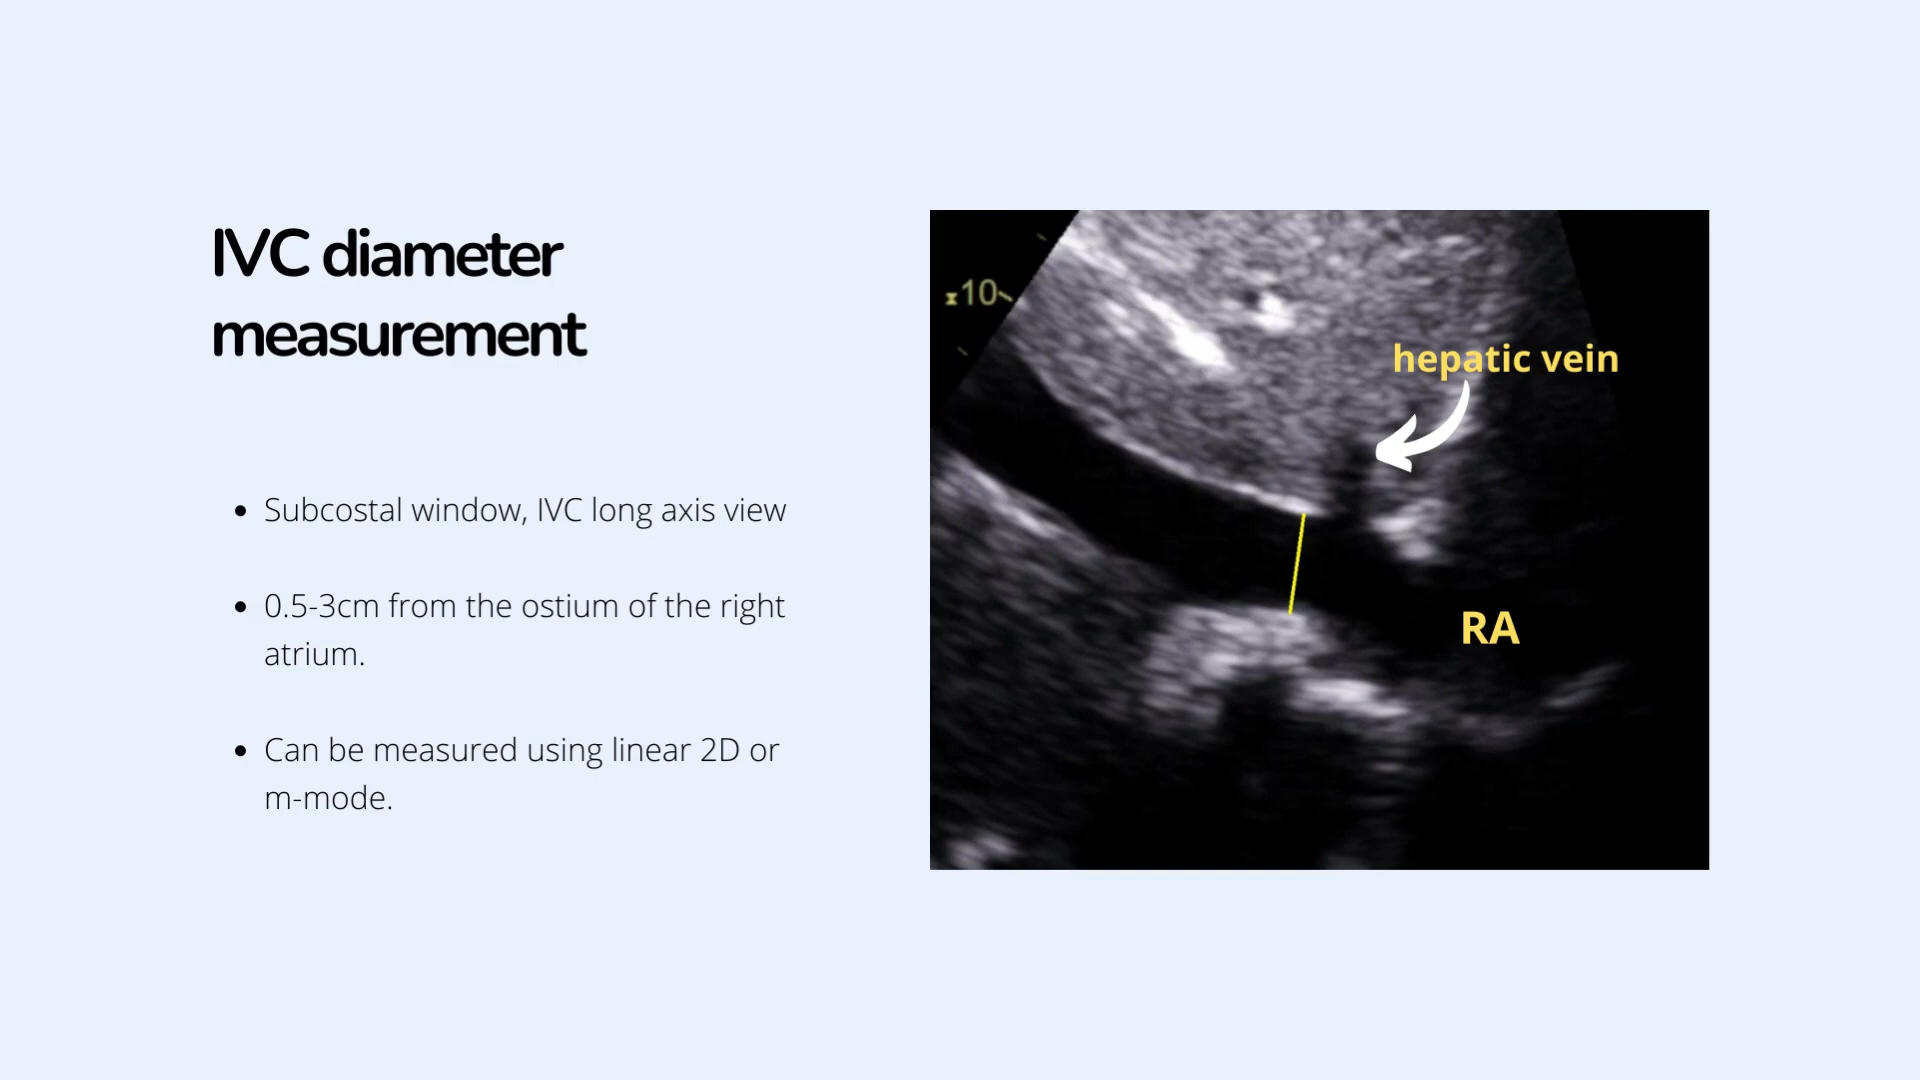 IVC diameter
measurement
• Subcostal window, IVC long axis view
• 0.5-3cm from the ostium of the right
atrium.
• Can be measured using linear 2D or
m-mode.
10
hepatic vein
RA